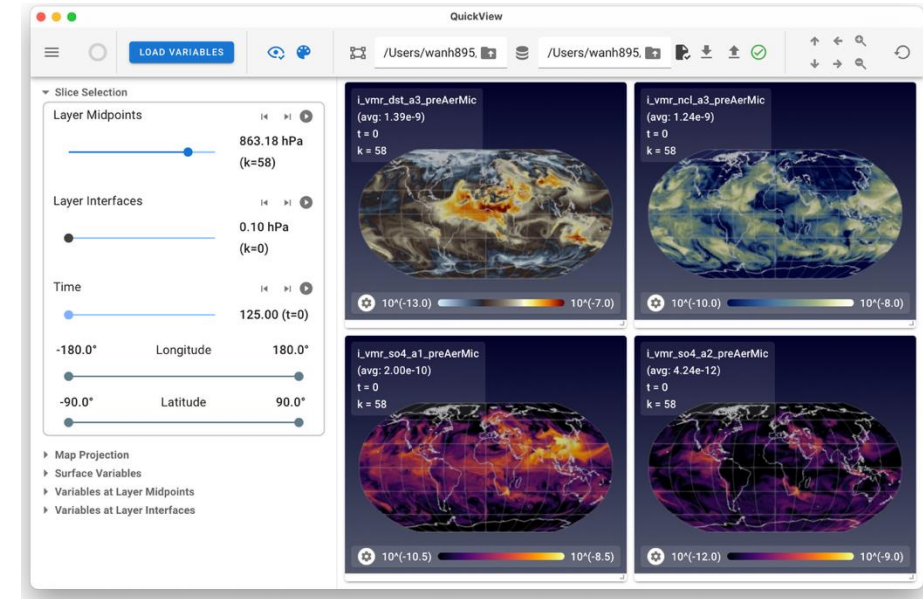 QuickView
LOAD VARIABLES
/Users/wanh895,
/Users/wanh895,
Slice Selection
Layer Midpoints
863.18 hPa
(k=58)
Layer Interfaces
0.10 hPa
(k=0)
Time
125.00 (t=0)
-180.0° Longitude 180.0°
-90.0° Latitude 90.0°
Map Projection
Surface Variables
Variables at Layer Midpoints
Variables at Layer Interfaces
i_vmr_dst_a3_preAerMic
(avg: 1.39e-9)
t = 0
k = 58
10^(-13.0) 10^(-7.0)
i_vmr_ncl_a3_preAerMic
(avg: 1.24e-9)
t = 0
k = 58
10^(-10.0) 10^(-8.0)
i_vmr_so4_a1_preAerMic
(avg: 2.00e-10)
t = 0
k = 58
10^(-10.5) 10^(-8.5)
i_vmr_so4_a2_preAerMic
(avg: 4.24e-12)
t = 0
k = 58
10^(-12.0) 10^(-9.0)